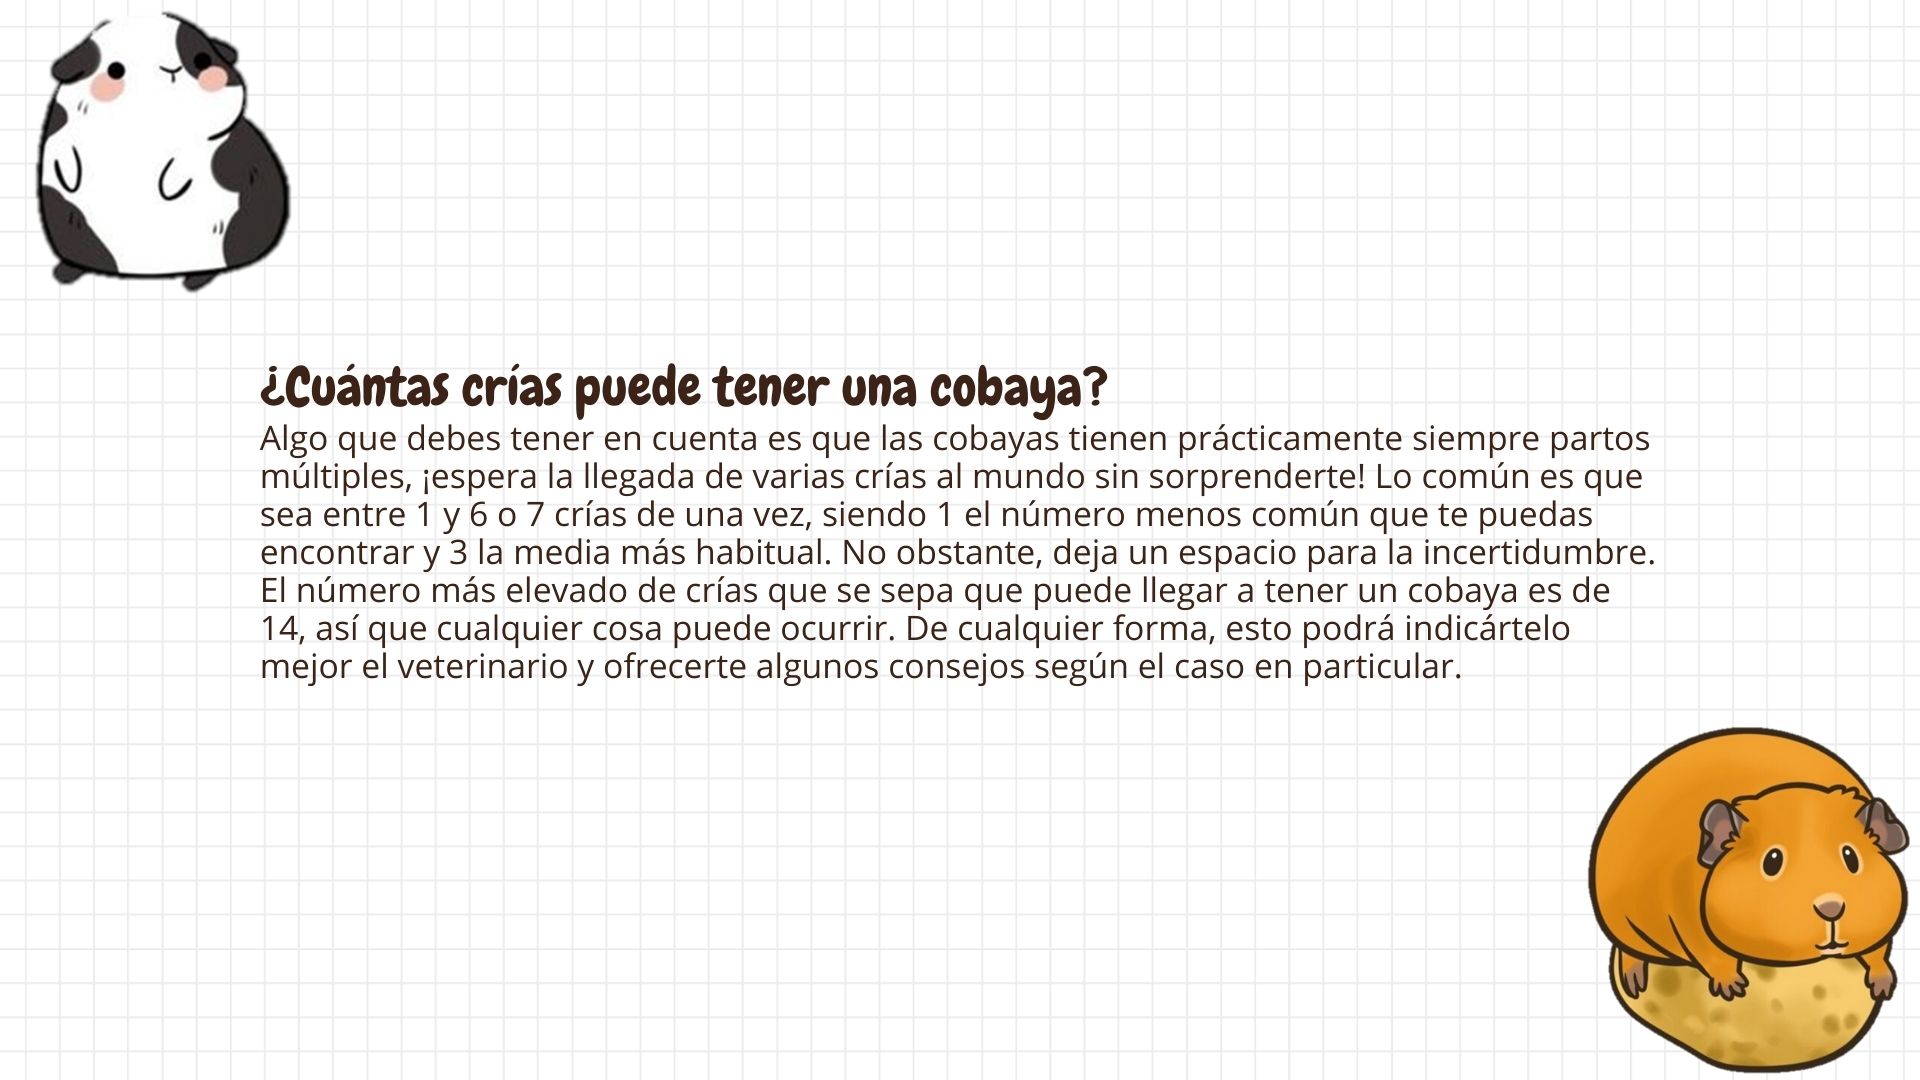 ¿Cuántas crías puede tener una cobaya?
Algo que debes tener en cuenta es que las cobayas tienen prácticamente siempre partos
múltiples, ¡espera la llegada de varias crías al mundo sin sorprenderte! Lo común es que
sea entre 1 y 6 o 7 crías de una vez, siendo 1 el número menos común que te puedas
encontrar y 3 la media más habitual. No obstante, deja un espacio para la incertidumbre.
El número más elevado de crías que se sepa que puede llegar a tener un cobaya es de
14, así que cualquier cosa puede ocurrir. De cualquier forma, esto podrá indicártelo
mejor el veterinario y ofrecerte algunos consejos según el caso en particular.